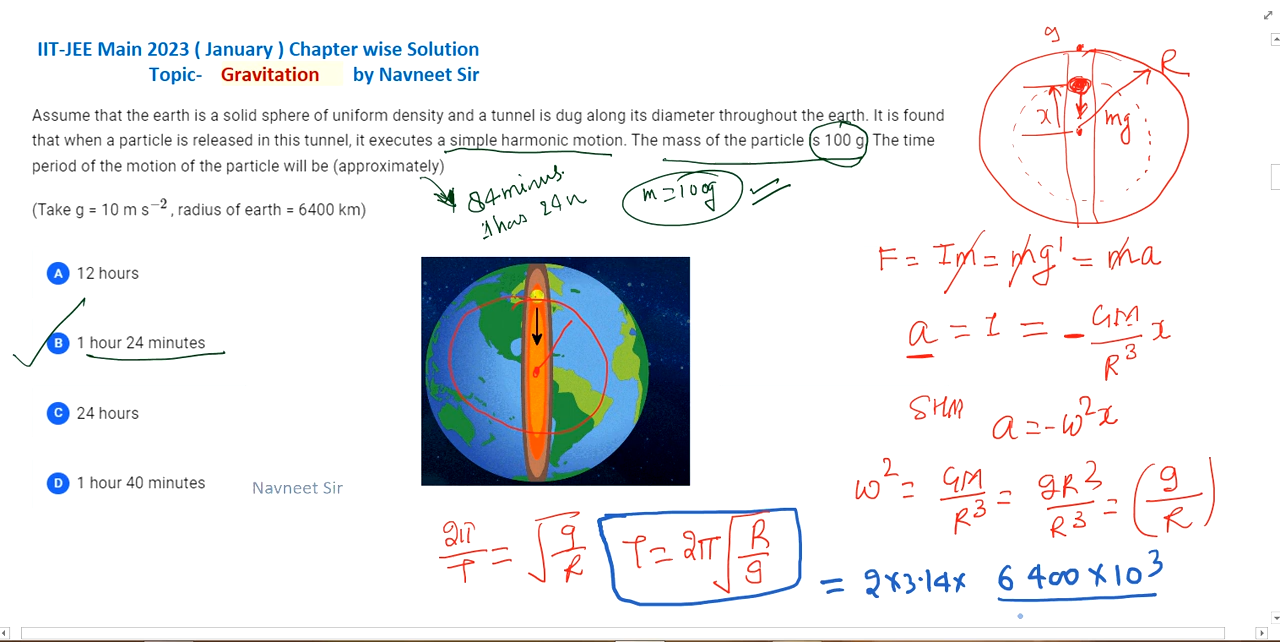 IIT-JEE Main 2023 ( January ) Chapter wise Solution
Topic- Gravitation by Navneet Sir
Assume that the earth is a solid sphere of uniform density and a tunnel is dug along its diameter throughout the earth. It is found
that when a particle is released in this tunnel, it executes a simple harmonic motion. The mass of the particle is 100 g. The time
period of the motion of the particle will be (approximately)
(Take g = 10 m s⁻², radius of earth = 6400 km)
84 minus.
24
m = 100g
A 12 hours
B 1 hour 24 minutes
C 24 hours
D 1 hour 40 minutes
Navneet Sir
g
R
x
mg
F = Im = mg' = ma
a = I = - GM/R³ x
SHM a = -ω²x
ω² = GM/R³ = gR²/R³ = (g/R)
2π/T = √g/R T = 2π√R/g
= 2×3.14× 6400×10³